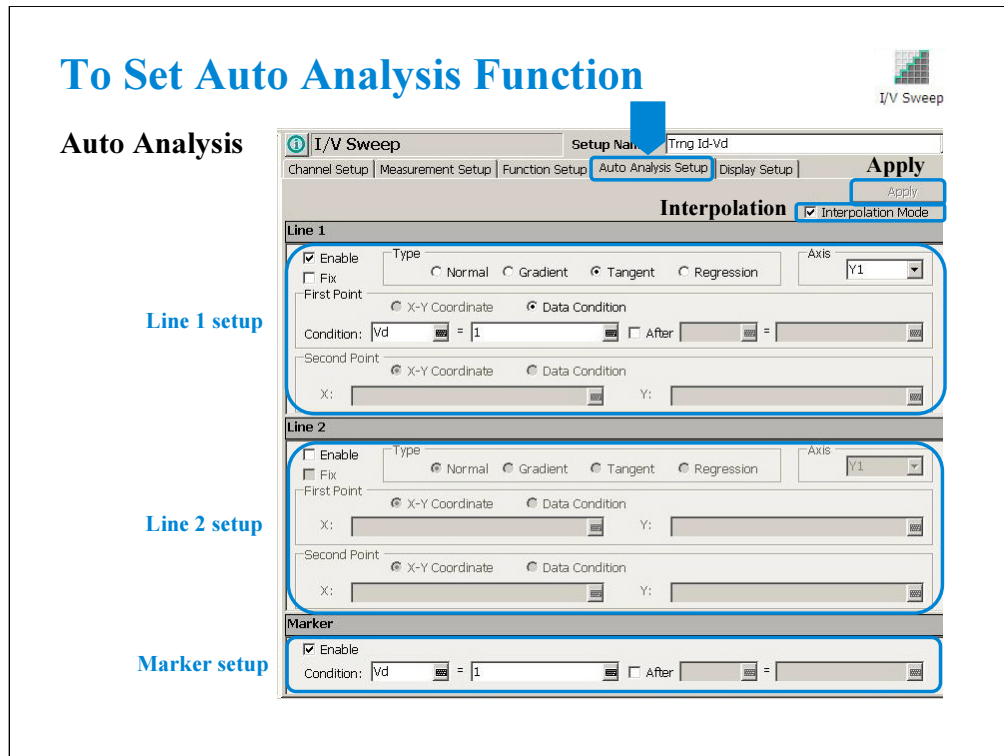 To Set Auto Analysis Function
I/V Sweep
Auto Analysis
I/V Sweep
Setup Nam
Trng Id-Vd
Channel Setup
Measurement Setup
Function Setup
Auto Analysis Setup
Display Setup
Apply
Apply
Interpolation
Interpolation Mode
Line 1
Line 1 setup
Enable
Fix
Type
Normal
Gradient
Tangent
Regression
Axis
Y1
First Point
X-Y Coordinate
Data Condition
Condition: Vd = 1 After =
Second Point
X-Y Coordinate
Data Condition
X: Y:
Line 2
Line 2 setup
Enable
Fix
Type
Normal
Gradient
Tangent
Regression
Axis
Y1
First Point
X-Y Coordinate
Data Condition
X: Y:
Second Point
X-Y Coordinate
Data Condition
X: Y:
Marker
Marker setup
Enable
Condition: Vd = 1 After =